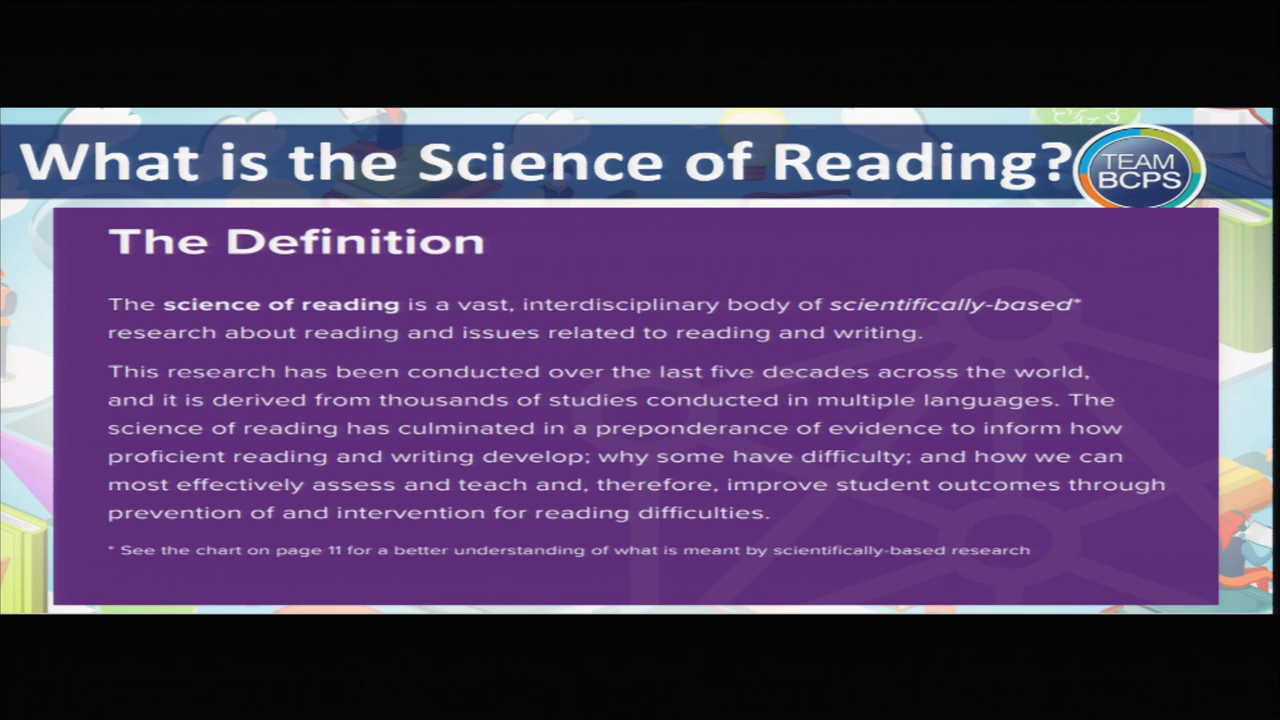 What is the Science of Reading?
TEAM
BCPS
The Definition
The science of reading is a vast, interdisciplinary body of scientifically-based*
research about reading and issues related to reading and writing.
This research has been conducted over the last five decades across the world,
and it is derived from thousands of studies conducted in multiple languages. The
science of reading has culminated in a preponderance of evidence to inform how
proficient reading and writing develop; why some have difficulty; and how we can
most effectively assess and teach and, therefore, improve student outcomes through
prevention of and intervention for reading difficulties.
* See the chart on page 11 for a better understanding of what is meant by scientifically-based research